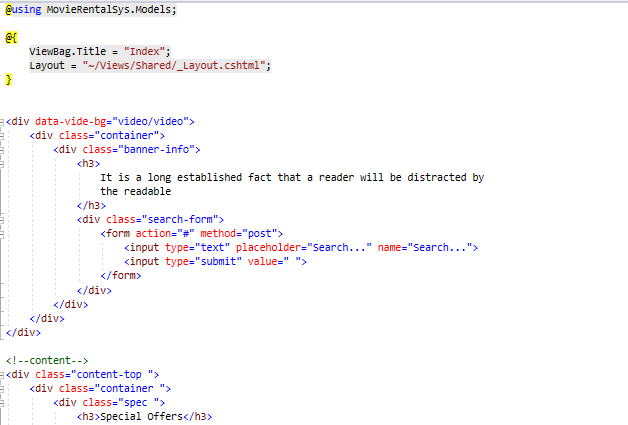 @using MovieRentalSys.Models;
@{
ViewBag.Title = "Index";
Layout = "~/Views/Shared/_Layout.cshtml";
}
<div data-vide-bg="video/video">
<div class="container">
<div class="banner-info">
<h3>
It is a long established fact that a reader will be distracted by
the readable
</h3>
<div class="search-form">
<form action="#" method="post">
<input type="text" placeholder="Search..." name="Search...">
<input type="submit" value=" ">
</form>
</div>
</div>
</div>
</div>
<!--content-->
<div class="content-top ">
<div class="container ">
<div class="spec ">
<h3>Special Offers</h3>